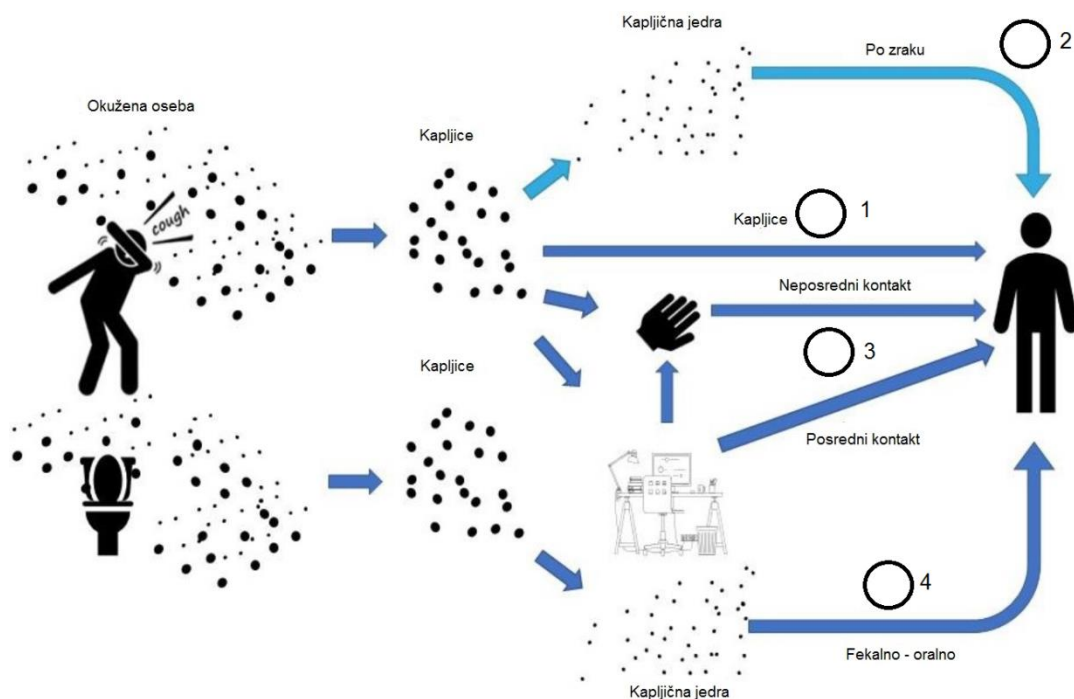 Kapljična jedra
Po zraku
2
Okužena oseba
Kapljice
cough
Kapljice
1
Neposredni kontakt
3
Kapljice
Posredni kontakt
4
Fekalno - oralno
Kapljična jedra